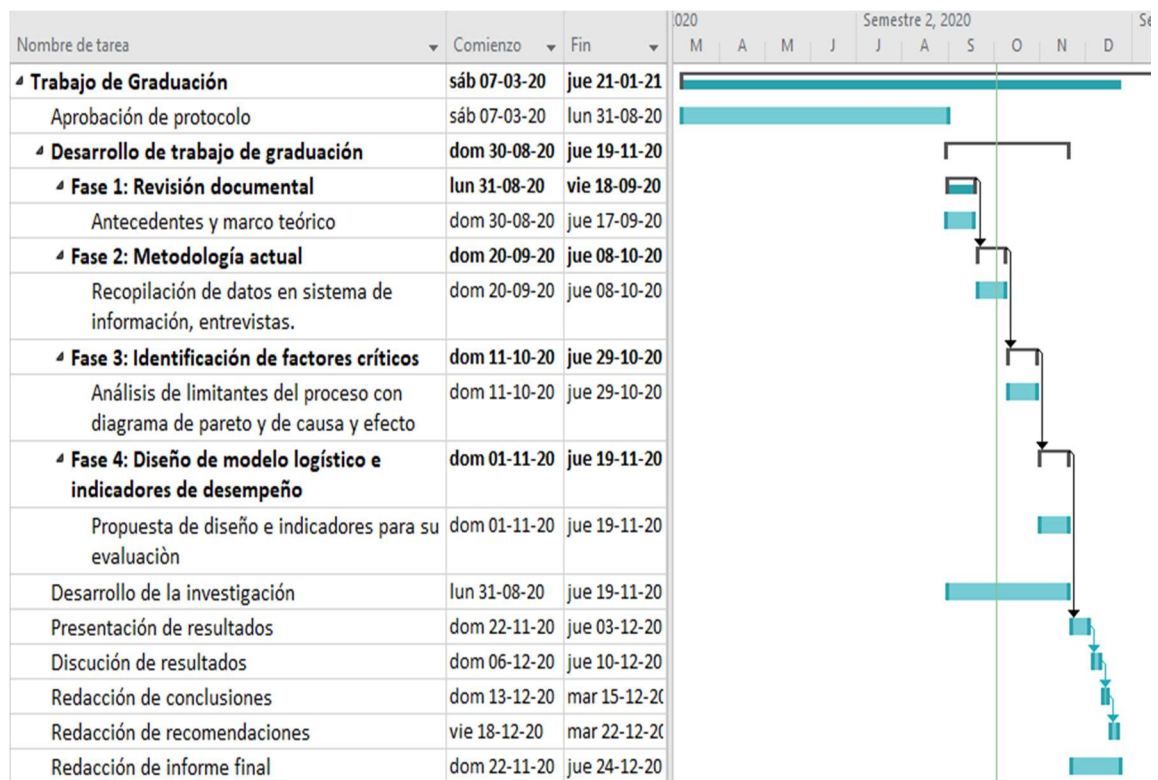 2020 Semestre 2, 2020 Se
Nombre de tarea Comienzo Fin M A M J J A S O N D
Trabajo de Graduación sáb 07-03-20 jue 21-01-21
Aprobación de protocolo sáb 07-03-20 lun 31-08-20
Desarrollo de trabajo de graduación dom 30-08-20 jue 19-11-20
Fase 1: Revisión documental lun 31-08-20 vie 18-09-20
Antecedentes y marco teórico dom 30-08-20 jue 17-09-20
Fase 2: Metodología actual dom 20-09-20 jue 08-10-20
Recopilación de datos en sistema de dom 20-09-20 jue 08-10-20
información, entrevistas.
Fase 3: Identificación de factores críticos dom 11-10-20 jue 29-10-20
Análisis de limitantes del proceso con dom 11-10-20 jue 29-10-20
diagrama de pareto y de causa y efecto
Fase 4: Diseño de modelo logístico e dom 01-11-20 jue 19-11-20
indicadores de desempeño
Propuesta de diseño e indicadores para su dom 01-11-20 jue 19-11-20
evaluaciòn
Desarrollo de la investigación lun 31-08-20 jue 19-11-20
Presentación de resultados dom 22-11-20 jue 03-12-20
Discución de resultados dom 06-12-20 jue 10-12-20
Redacción de conclusiones dom 13-12-20 mar 15-12-20
Redacción de recomendaciones vie 18-12-20 mar 22-12-20
Redacción de informe final dom 22-11-20 jue 24-12-20